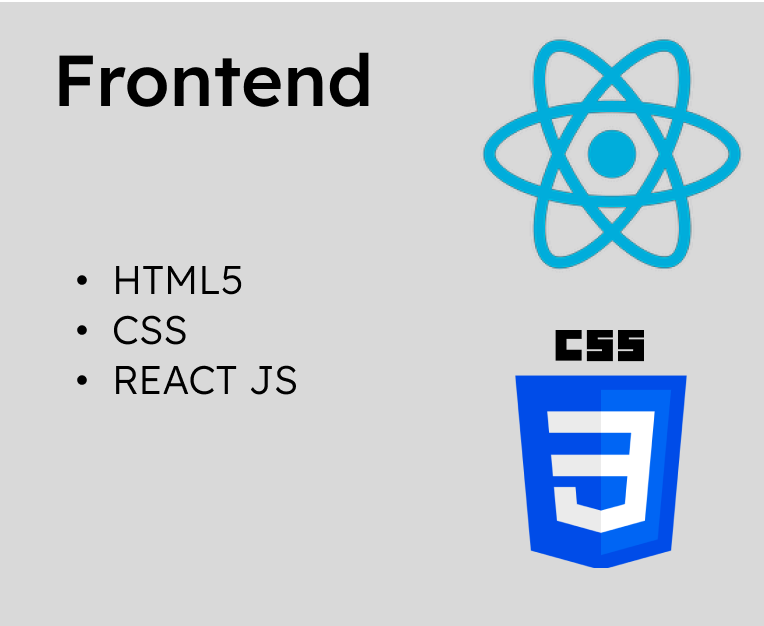 Frontend
• HTML5
• CSS
• REACT JS
CSS
3